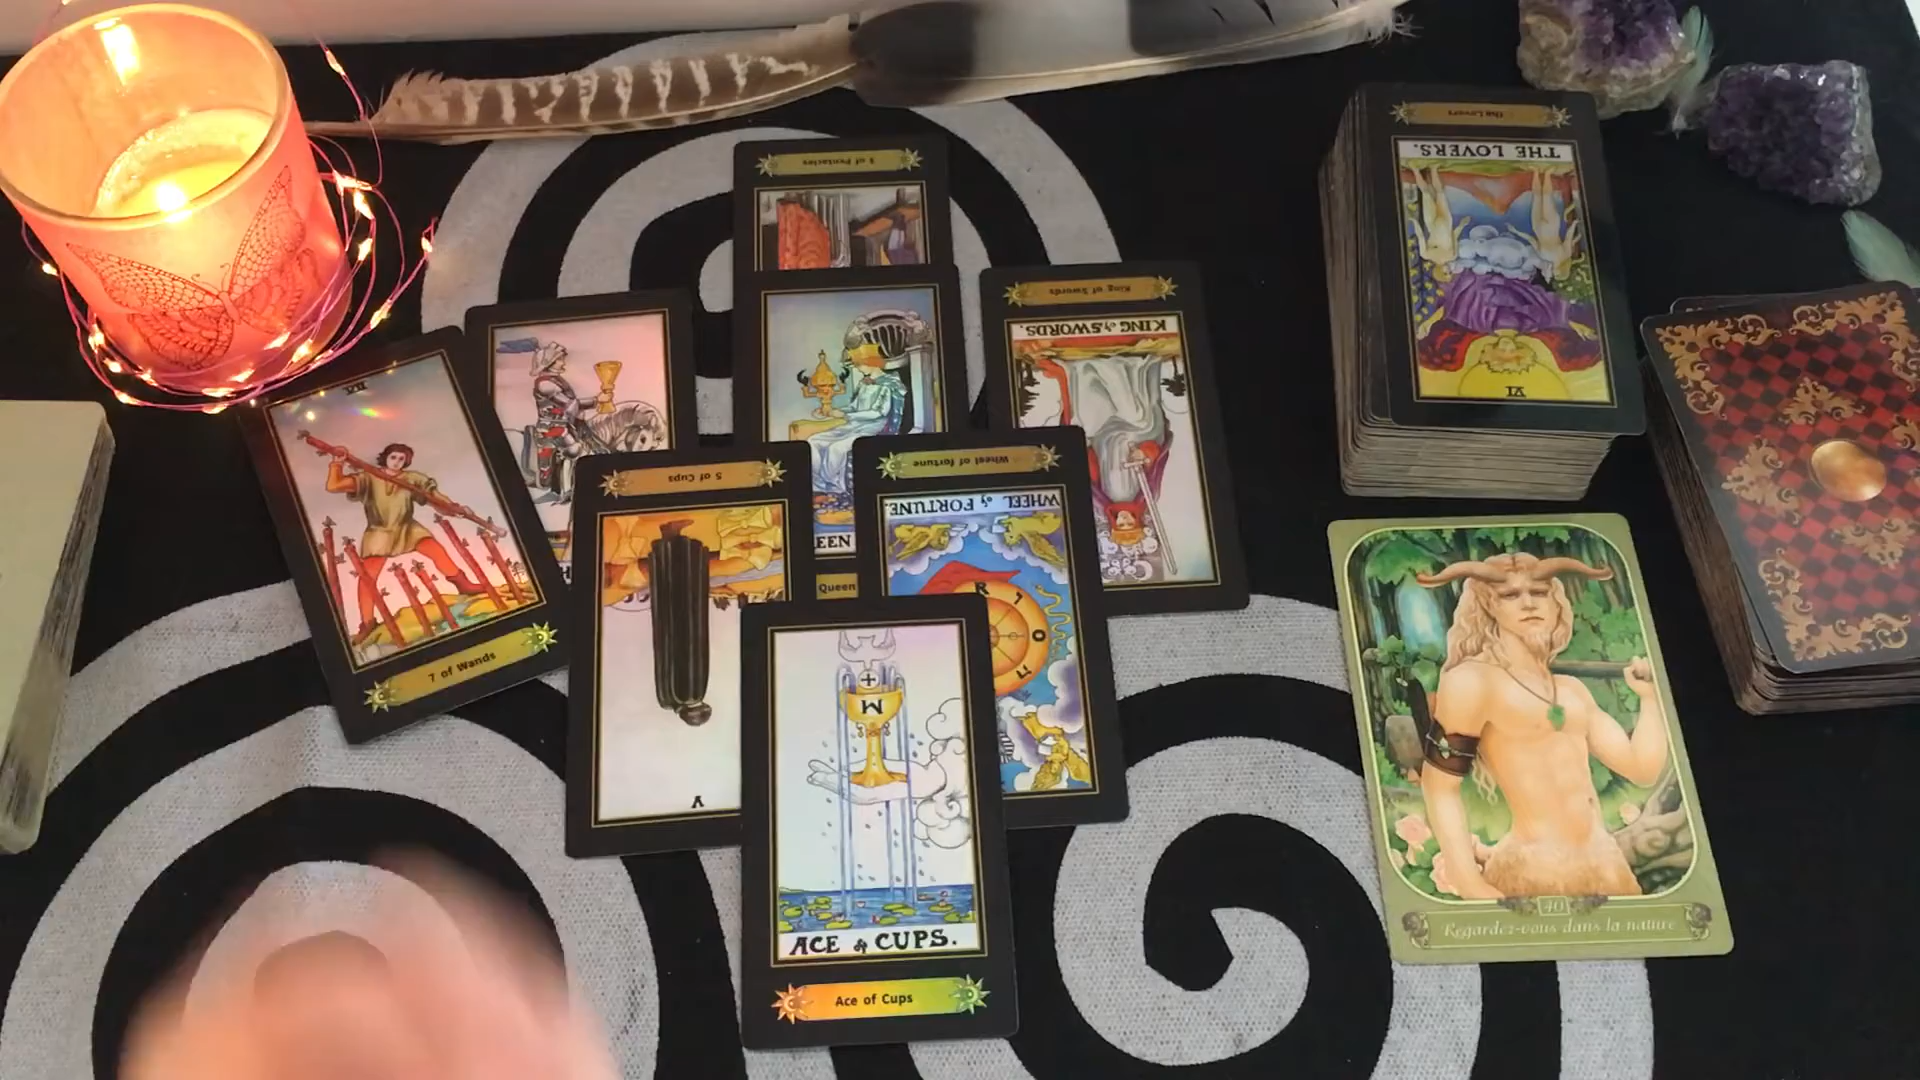 3 of Pentacles
The Lovers
THE LOVERS.
VI
King of Swords
KING of SWORDS.
VII
7 of Wands
5 of Cups
V
EEN
Queen
Wheel of fortune
WHEEL of FORTUNE.
R
O
ACE of CUPS.
Ace of Cups
40
Regardez-vous dans la nature